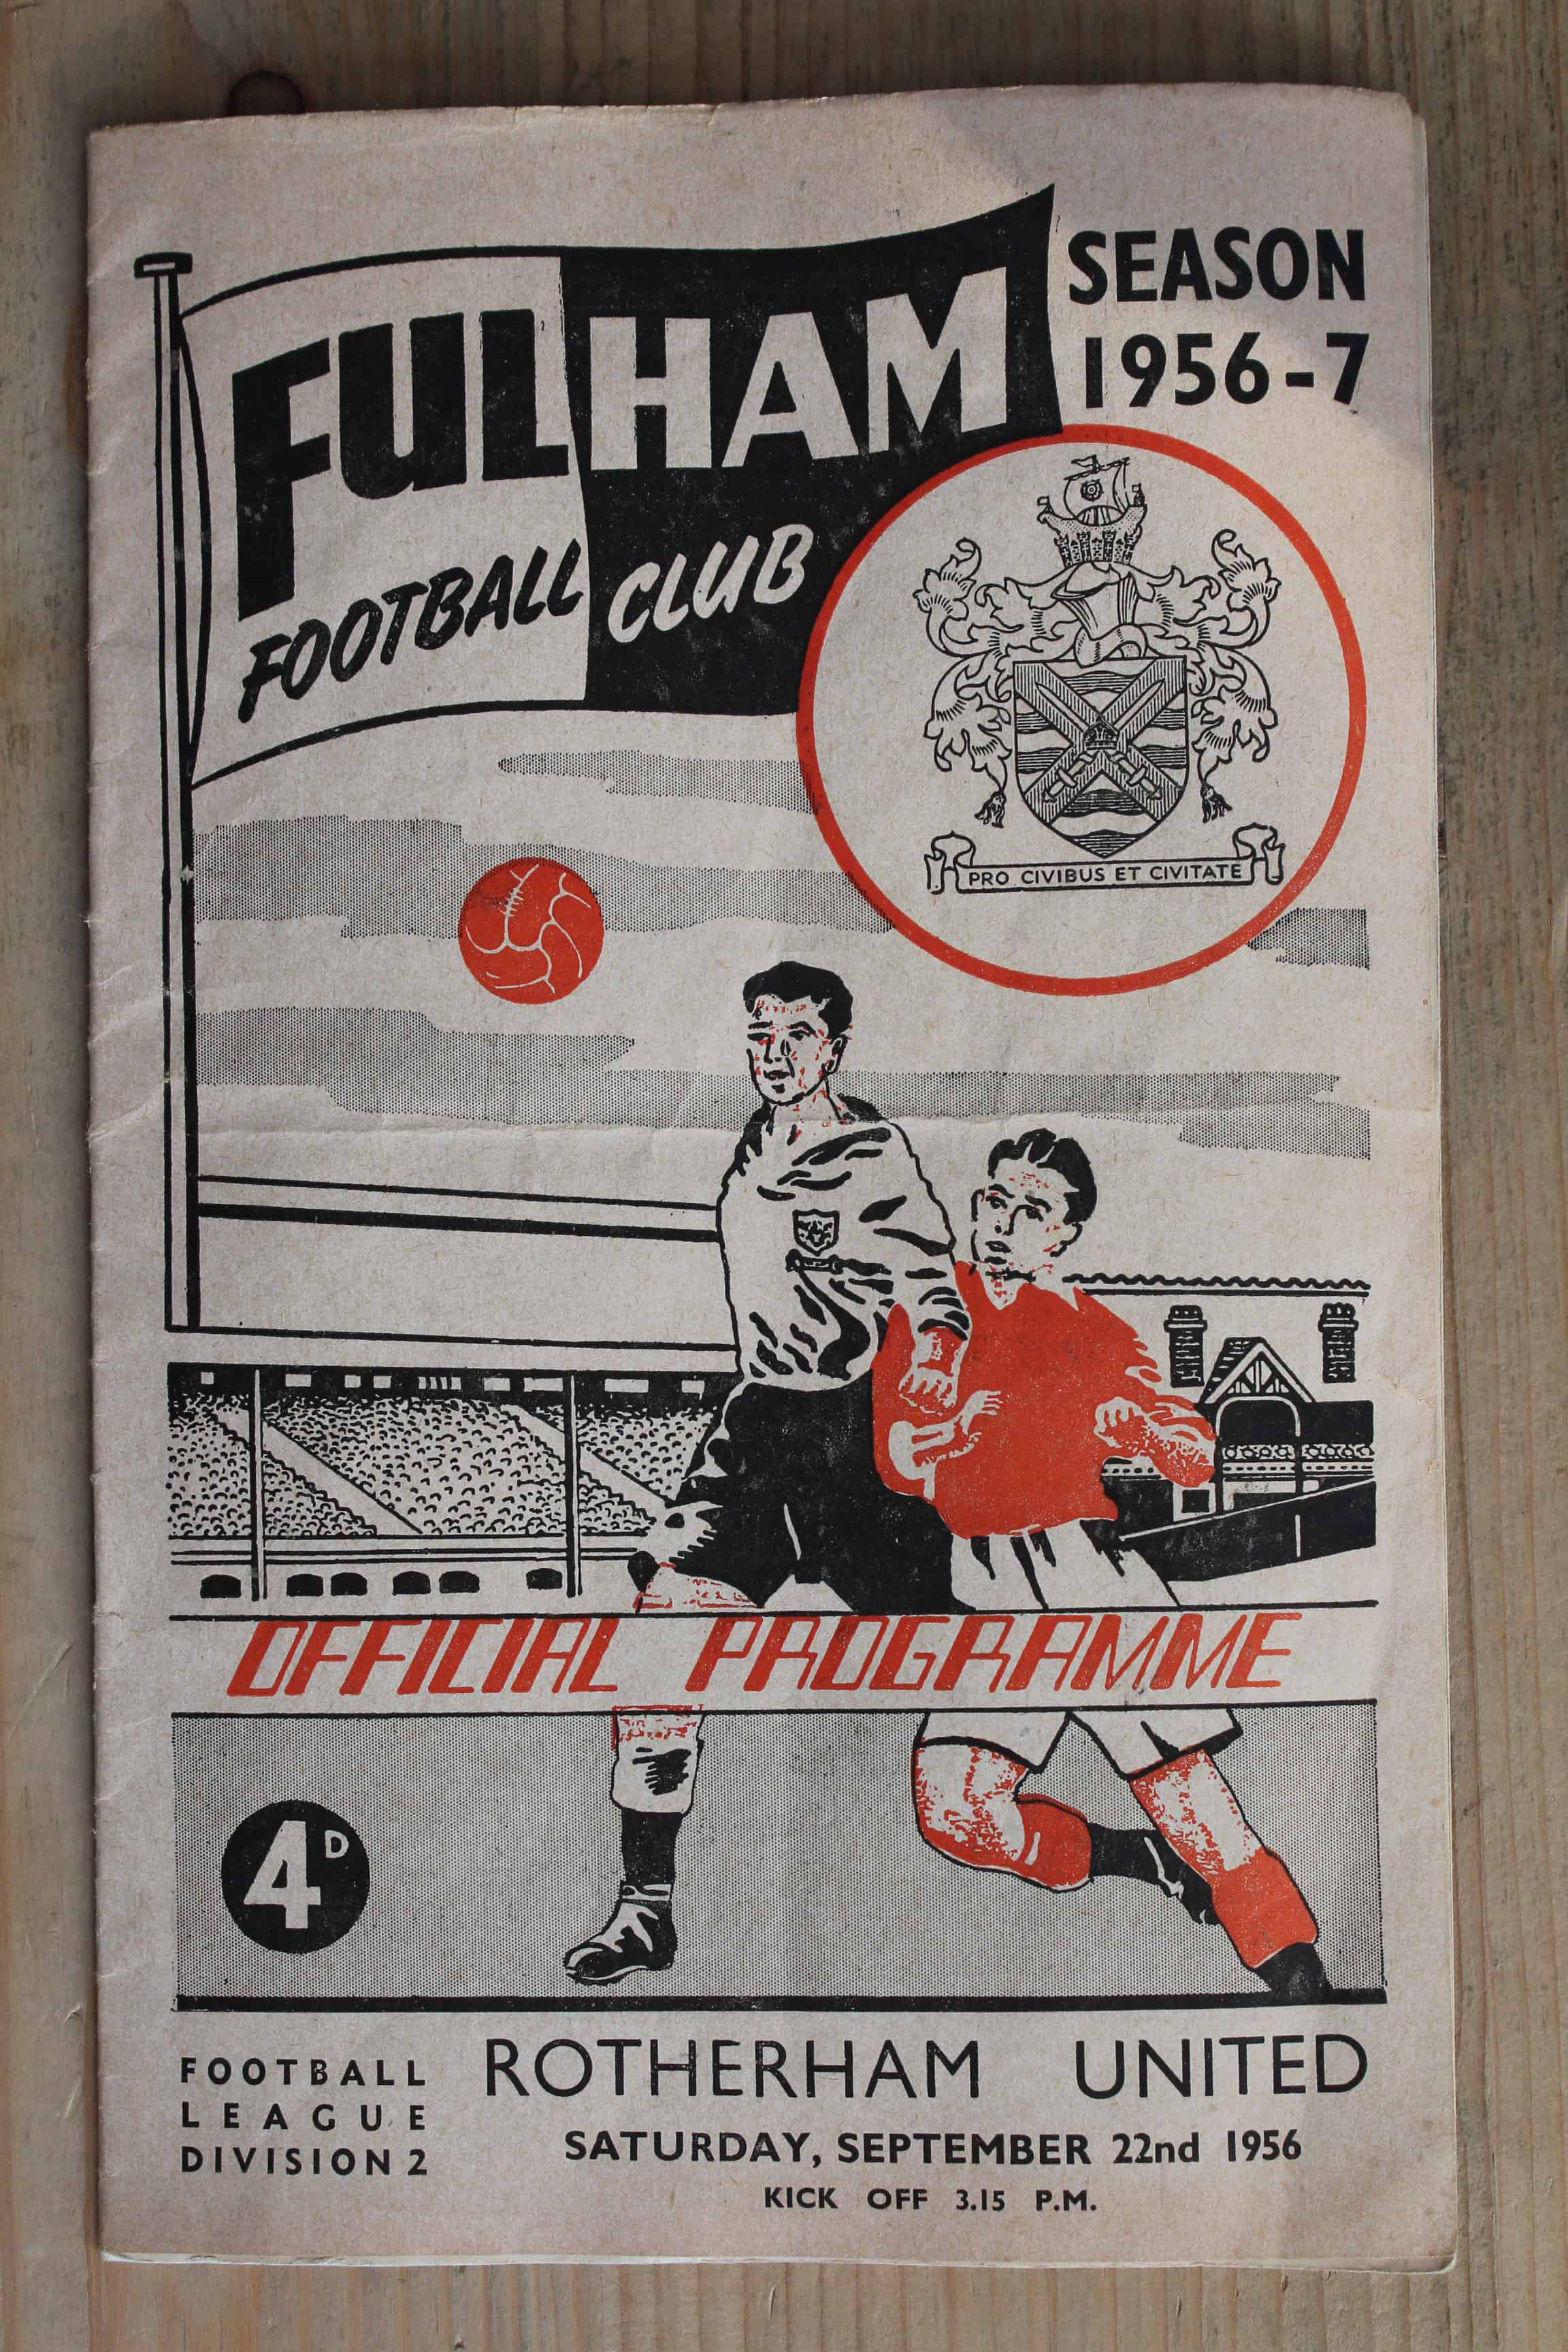 FULHAM
FOOTBALL CLUB
SEASON
1956-7
PRO CIVIBUS ET CIVITATE
OFFICIAL PROGRAMME
4D
FOOTBALL
LEAGUE
DIVISION 2
ROTHERHAM UNITED
SATURDAY, SEPTEMBER 22nd 1956
KICK OFF 3.15 P.M.